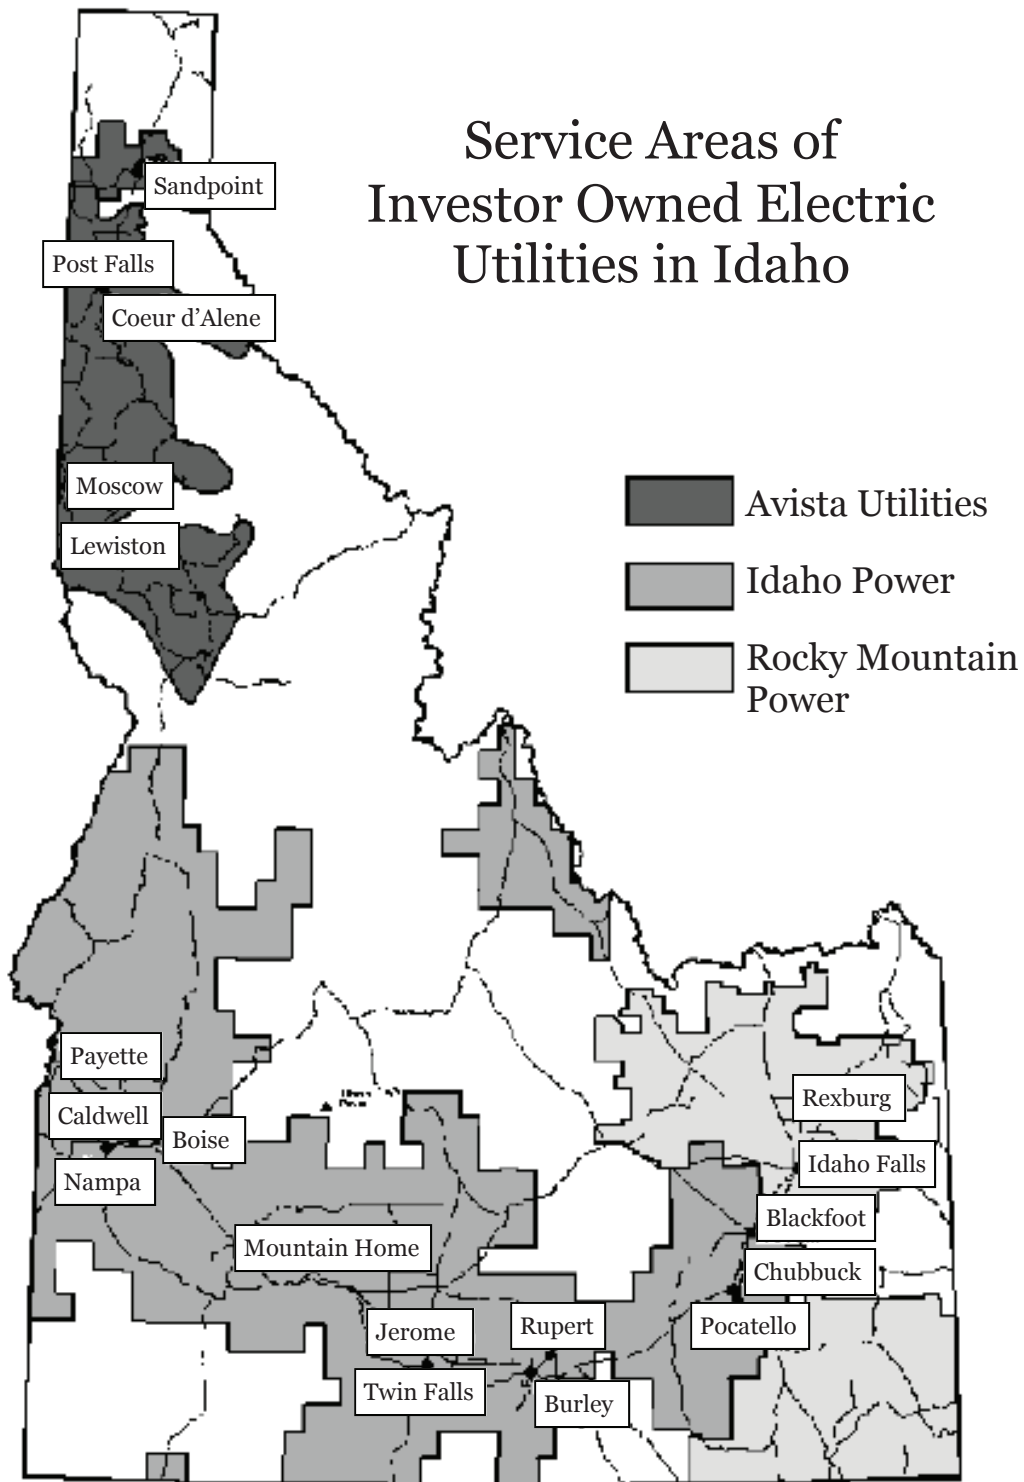 Service Areas of
Investor Owned Electric
Utilities in Idaho
Sandpoint
Post Falls
Coeur d'Alene
Moscow
Lewiston
Avista Utilities
Idaho Power
Rocky Mountain
Power
Payette
Caldwell
Boise
Nampa
Rexburg
Idaho Falls
Blackfoot
Mountain Home
Chubbuck
Jerome
Rupert
Pocatello
Twin Falls
Burley